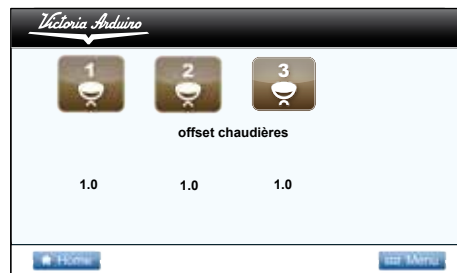 Victoria Arduino
1 2 3
offset chaudières
1.0 1.0 1.0
Home Menu